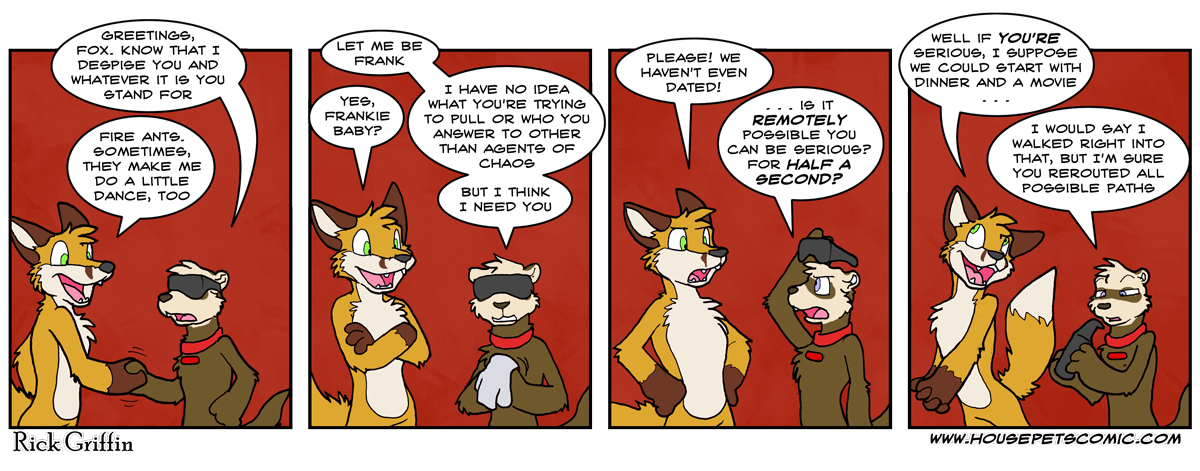 GREETINGS,
FOX. KNOW THAT I
DESPISE YOU AND
WHATEVER IT IS YOU
STAND FOR
FIRE ANTS.
SOMETIMES,
THEY MAKE ME
DO A LITTLE
DANCE, TOO
LET ME BE
FRANK
YES,
FRANKIE
BABY?
I HAVE NO IDEA
WHAT YOU'RE TRYING
TO PULL OR WHO YOU
ANSWER TO OTHER
THAN AGENTS OF
CHAOS
BUT I THINK
I NEED YOU
PLEASE! WE
HAVEN'T EVEN
DATED!
. . . IS IT
REMOTELY
POSSIBLE YOU
CAN BE SERIOUS?
FOR HALF A
SECOND?
WELL IF YOU'RE
SERIOUS, I SUPPOSE
WE COULD START WITH
DINNER AND A MOVIE
. . .
I WOULD SAY I
WALKED RIGHT INTO
THAT, BUT I'M SURE
YOU REROUTED ALL
POSSIBLE PATHS
Rick Griffin
WWW.HOUSEPETSCOMIC.COM